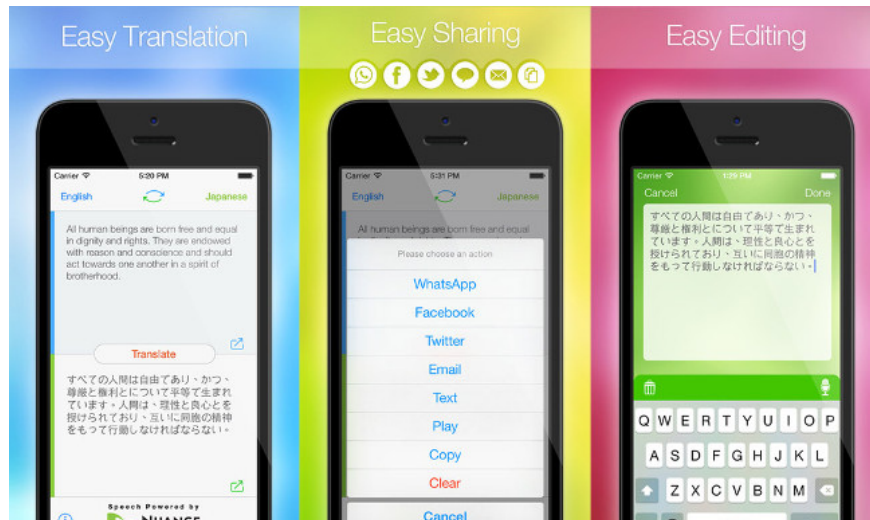 Easy Translation
Carrier 5:20 PM
English Japanese
All human beings are born free and equal
in dignity and rights. They are endowed
with reason and conscience and should
act towards one another in a spirit of
brotherhood.
Translate
すべての人間は自由であり、かつ、
尊厳と権利とについて平等で生まれ
ています。人間は、理性と良心とを
授けられており、互いに同胞の精神
をもって行動しなければならない。
Speech Powered by
NUANCE
Easy Sharing
Carrier 5:31 PM
English Japanese
All human beings are born free and equal
Please choose an action
WhatsApp
Facebook
Twitter
Email
Text
Play
Copy
Clear
Cancel
Easy Editing
Carrier 1:29 PM
Cancel Done
すべての人間は自由であり、かつ、
尊厳と権利とについて平等で生まれ
ています。人間は、理性と良心とを
授けられており、互いに同胞の精神
をもって行動しなければならない。
Q W E R T Y U I O P
A S D F G H J K L
Z X C V B N M